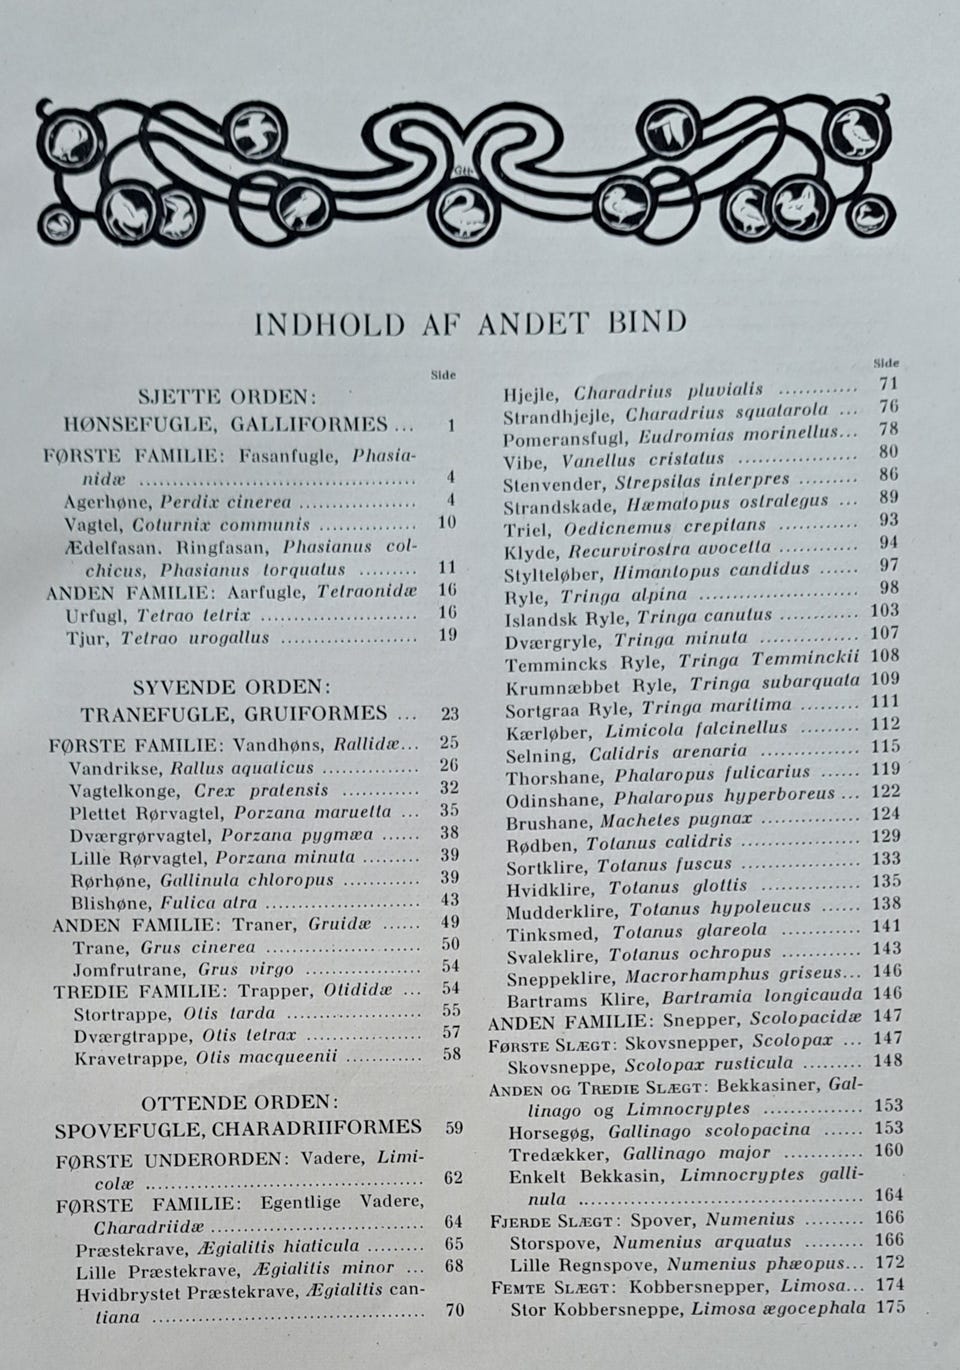 Gtt.
INDHOLD AF ANDET BIND
Side
SJETTE ORDEN:
HØNSEFUGLE, GALLIFORMES ... 1
FØRSTE FAMILIE: Fasanfugle, Phasia-
nidæ ........................................ 4
Agerhøne, Perdix cinerea .................. 4
Vagtel, Coturnix communis ............... 10
Ædelfasan. Ringfasan, Phasianus col-
chicus, Phasianus torquatus ......... 11
ANDEN FAMILIE: Aarfugle, Tetraonidæ 16
Urfugl, Tetrao tetrix ........................ 16
Tjur, Tetrao urogallus ..................... 19
SYVENDE ORDEN:
TRANEFUGLE, GRUIFORMES ... 23
FØRSTE FAMILIE: Vandhøns, Rallidæ... 25
Vandrikse, Rallus aquaticus ............... 26
Vagtelkonge, Crex pratensis ............ 32
Plettet Rørvagtel, Porzana maruetta ... 35
Dværgrørvagtel, Porzana pygmæa ...... 38
Lille Rørvagtel, Porzana minuta ......... 39
Rørhøne, Gallinula chloropus ............ 39
Blishøne, Fulica atra ........................ 43
ANDEN FAMILIE: Traner, Gruidæ ...... 49
Trane, Grus cinerea ........................ 50
Jomfrutrane, Grus virgo .................. 54
TREDIE FAMILIE: Trapper, Otididæ ... 54
Stortrappe, Otis tarda ..................... 55
Dværgtrappe, Otis tetrax .................. 57
Kravetrappe, Otis macqueenii ............ 58
OTTENDE ORDEN:
SPOVEFUGLE, CHARADRIIFORMES 59
FØRSTE UNDERORDEN: Vadere, Limi-
colæ .......................................... 62
FØRSTE FAMILIE: Egentlige Vadere,
Charadriidæ ................................. 64
Præstekrave, Ægialitis hiaticula ......... 65
Lille Præstekrave, Ægialitis minor ... 68
Hvidbrystet Præstekrave, Ægialitis can-
tiana .......................................... 70
Side
Hjejle, Charadrius pluvialis ............ 71
Strandhjejle, Charadrius squatarola ... 76
Pomeransfugl, Eudromias morinellus... 78
Vibe, Vanellus cristatus .................. 80
Stenvender, Strepsilas interpres ......... 86
Strandskade, Hæmatopus ostralegus ... 89
Triel, Oedicnemus crepitans ............ 93
Klyde, Recurvirostra avocetta ............ 94
Stylteløber, Himantopus candidus ...... 97
Ryle, Tringa alpina ........................ 98
Islandsk Ryle, Tringa canutus ............ 103
Dværgryle, Tringa minuta ............... 107
Temmincks Ryle, Tringa Temminckii 108
Krumnæbbet Ryle, Tringa subarquata 109
Sortgraa Ryle, Tringa maritima ......... 111
Kærløber, Limicola falcinellus ......... 112
Selning, Calidris arenaria ............... 115
Thorshane, Phalaropus fulicarius ...... 119
Odinshane, Phalaropus hyperboreus ... 122
Brushane, Machetes pugnax ............... 124
Rødben, Totanus calidris .................. 129
Sortklire, Totanus fuscus .................. 133
Hvidklire, Totanus glottis ............... 135
Mudderklire, Totanus hypoleucus ...... 138
Tinksmed, Totanus glareola ............ 141
Svaleklire, Totanus ochropus ............ 143
Sneppeklire, Macrorhamphus griseus... 146
Bartrams Klire, Bartramia longicauda 146
ANDEN FAMILIE: Snepper, Scolopacidæ 147
FØRSTE SLÆGT: Skovsnepper, Scolopax ... 147
Skovsneppe, Scolopax rusticula ......... 148
ANDEN OG TREDIE SLÆGT: Bekkasiner, Gal-
linago og Limnocryptes ............... 153
Horsegøg, Gallinago scolopacina ...... 153
Tredækker, Gallinago major ............ 160
Enkelt Bekkasin, Limnocryptes galli-
nula .......................................... 164
FJERDE SLÆGT: Spover, Numenius ......... 166
Storspove, Numenius arquatus ......... 166
Lille Regnspove, Numenius phæopus... 172
FEMTE SLÆGT: Kobbersnepper, Limosa... 174
Stor Kobbersneppe, Limosa ægocephala 175